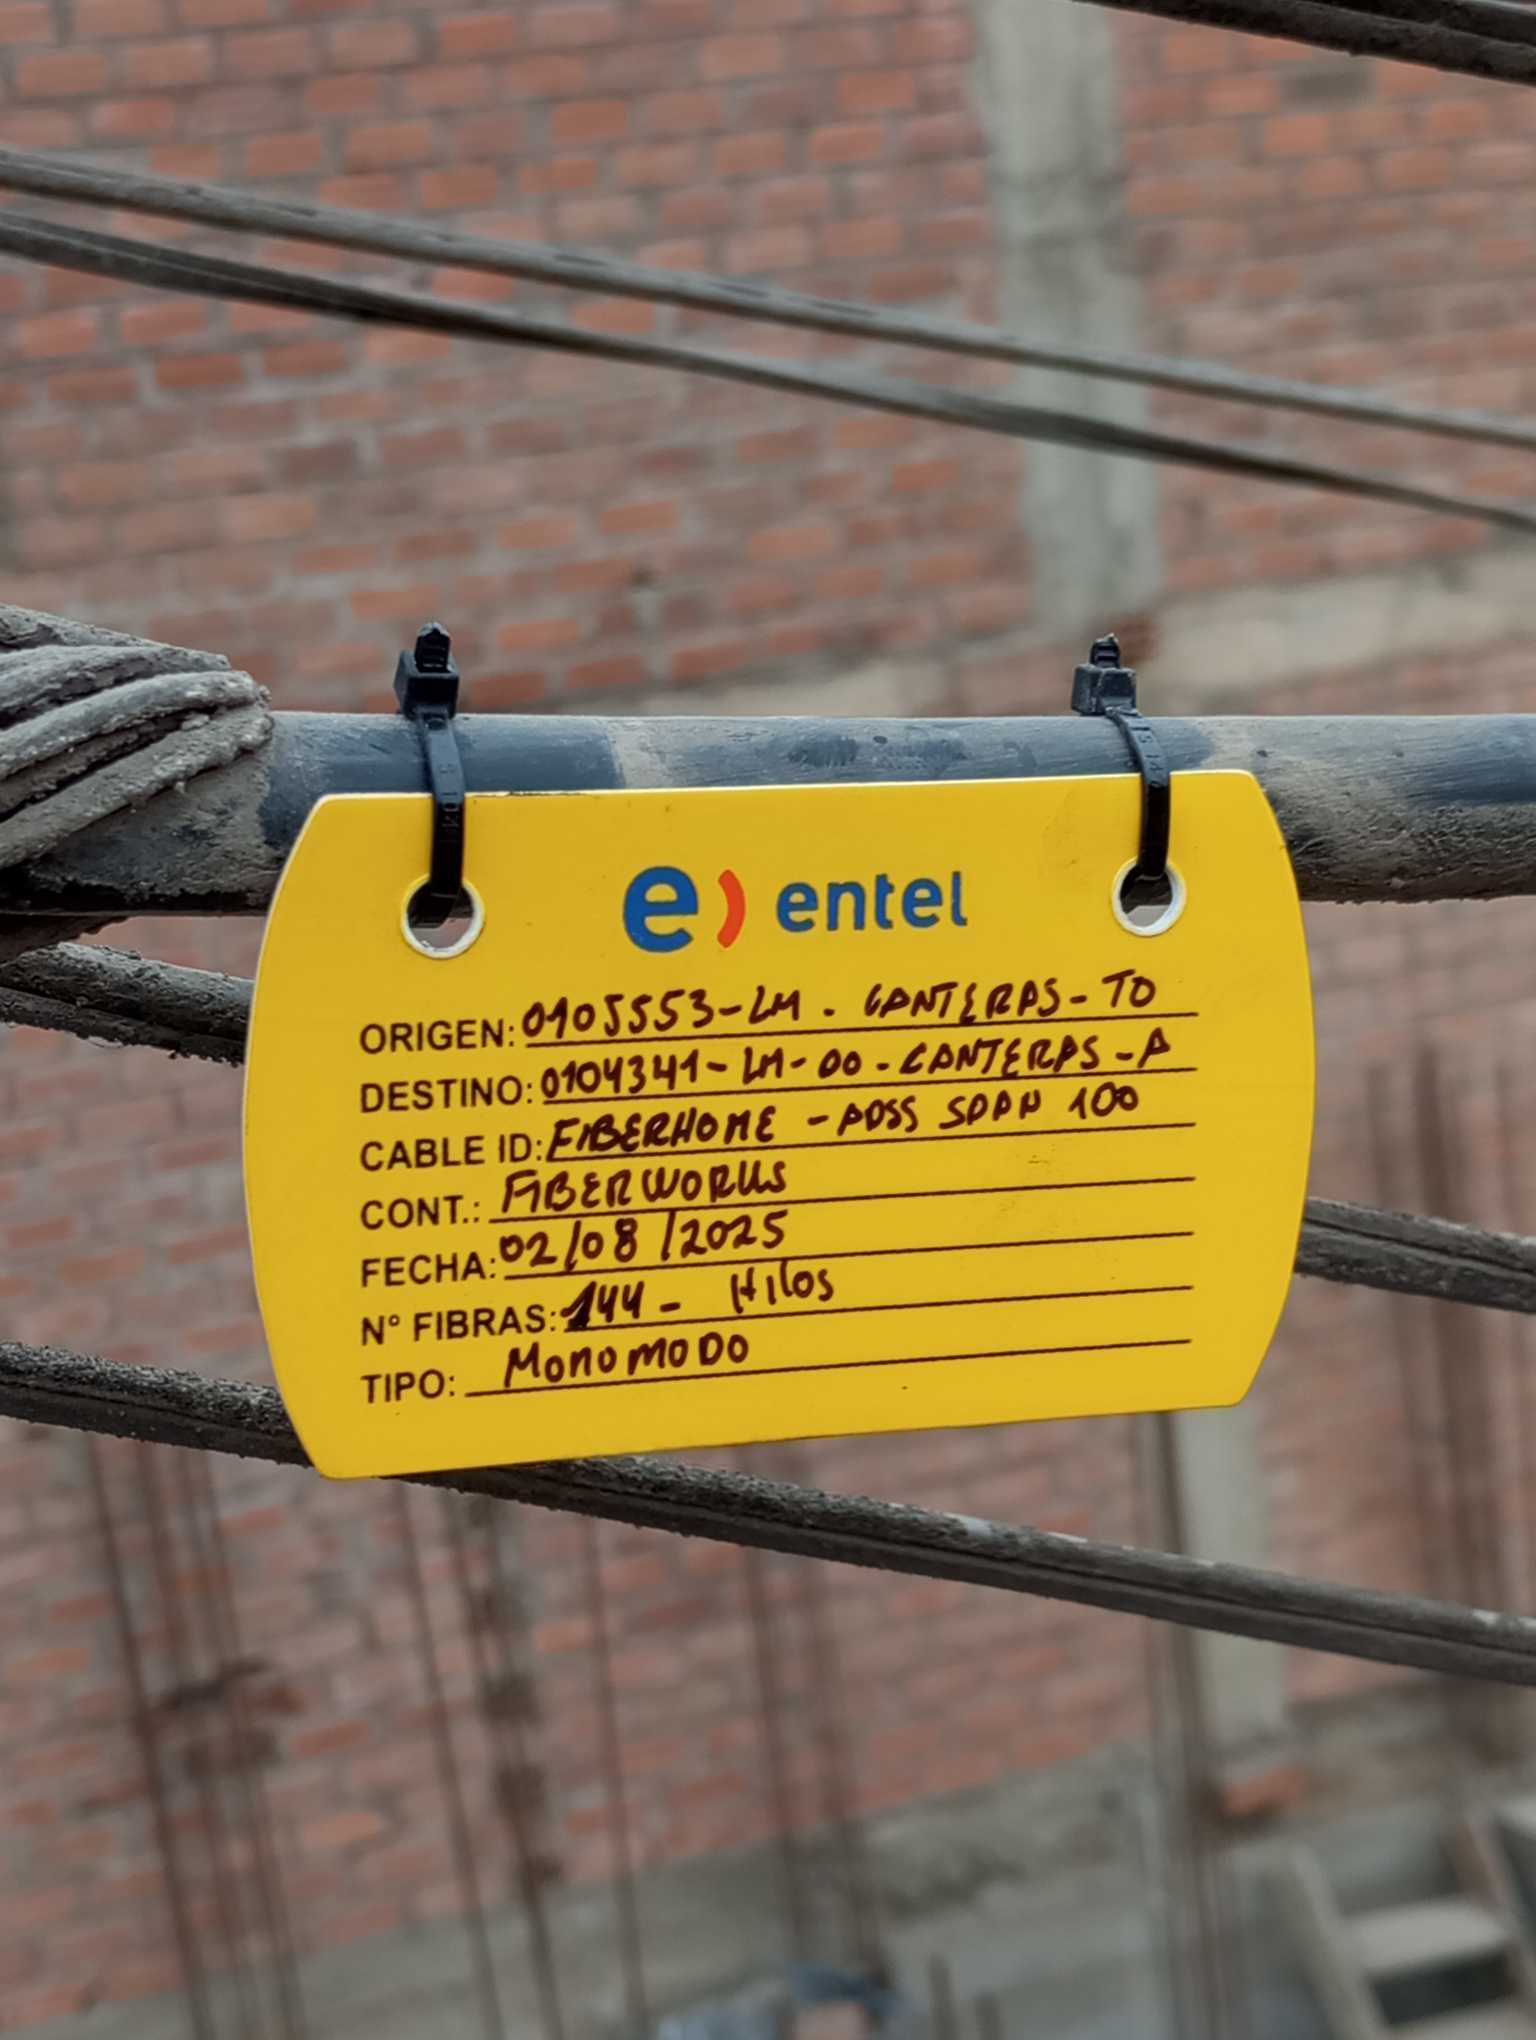 e) entel
ORIGEN: 0105553-LM. CANTERAS-TO
DESTINO: 0104341-LM-00-CANTERAS-A
CABLE ID: FIBERHOME - ADSS SPAN 100
CONT.: FIBERWORKS
FECHA: 02/08/2025
N° FIBRAS: 144- Hilos
TIPO: MONOMODO